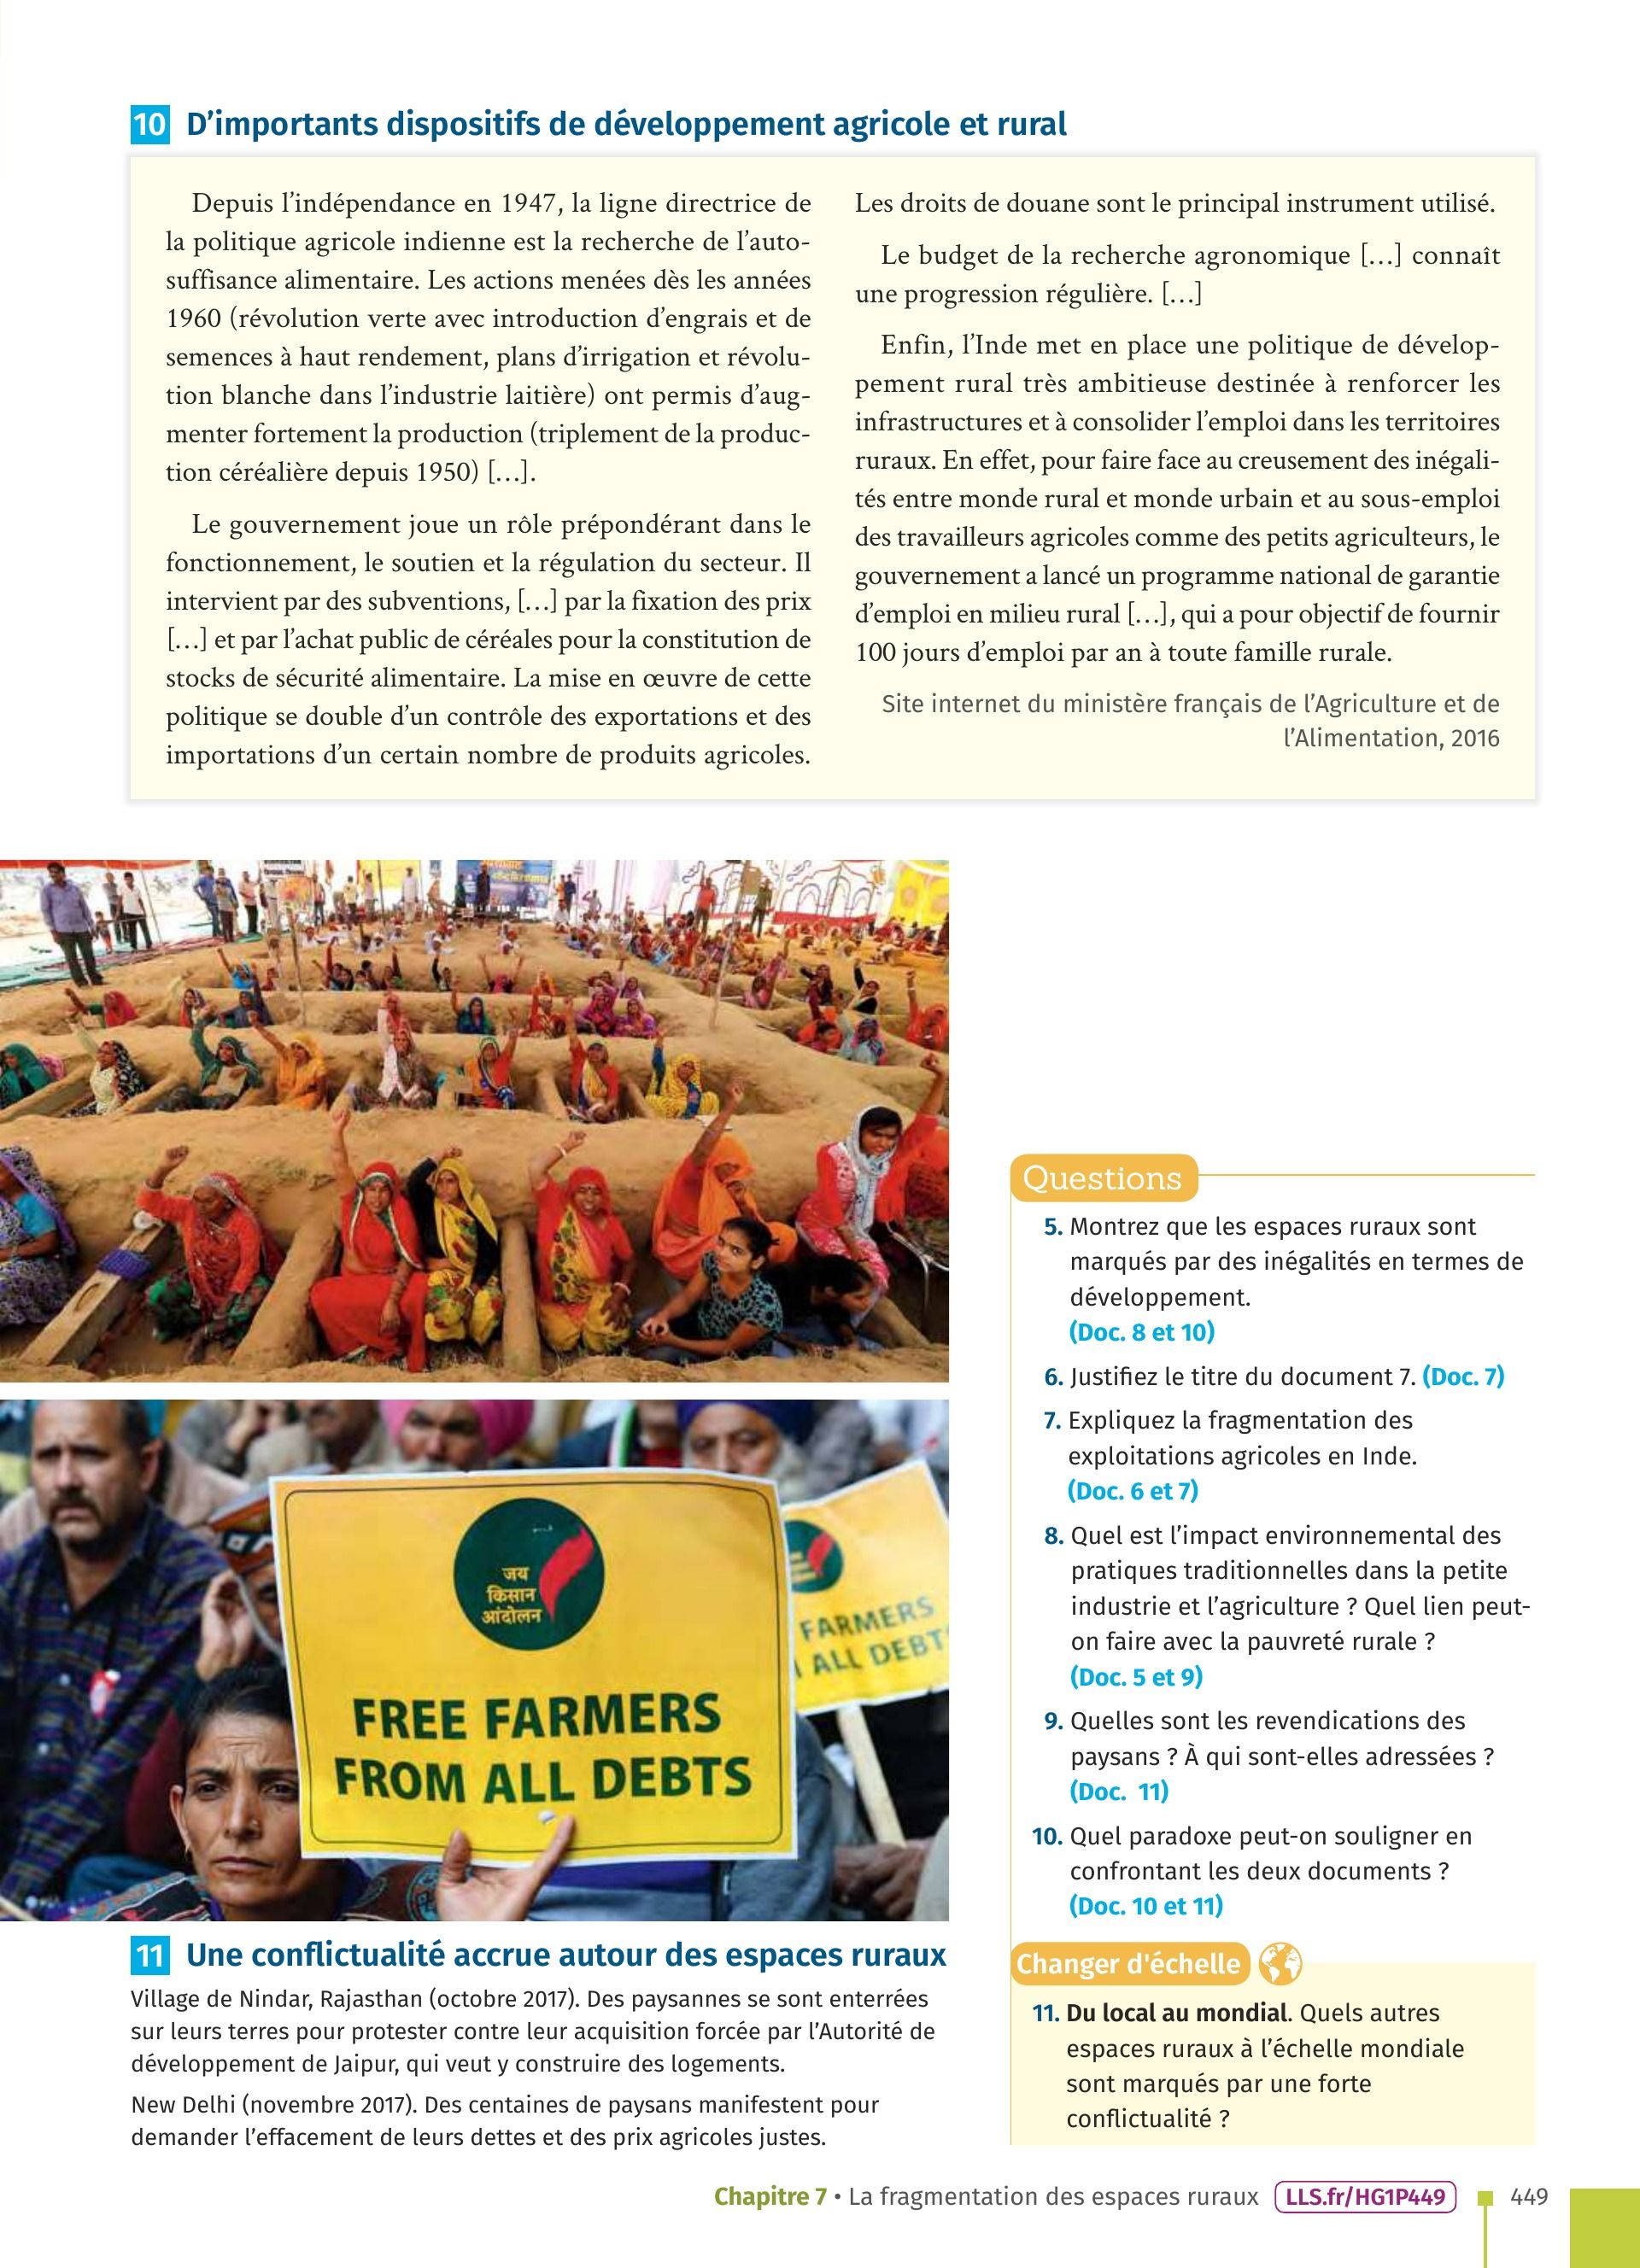 10 D’importants dispositifs de développement agricole et rural
Depuis l’indépendance en 1947, la ligne directrice de
la politique agricole indienne est la recherche de l’auto-
suffisance alimentaire. Les actions menées dès les années
1960 (révolution verte avec introduction d’engrais et de
semences à haut rendement, plans d’irrigation et révolu-
tion blanche dans l’industrie laitière) ont permis d’aug-
menter fortement la production (triplement de la produc-
tion céréalière depuis 1950) […].
Le gouvernement joue un rôle prépondérant dans le
fonctionnement, le soutien et la régulation du secteur. Il
intervient par des subventions, […] par la fixation des prix
[…] et par l’achat public de céréales pour la constitution de
stocks de sécurité alimentaire. La mise en œuvre de cette
politique se double d’un contrôle des exportations et des
importations d’un certain nombre de produits agricoles.
Les droits de douane sont le principal instrument utilisé.
Le budget de la recherche agronomique […] connaît
une progression régulière. […]
Enfin, l’Inde met en place une politique de dévelop-
pement rural très ambitieuse destinée à renforcer les
infrastructures et à consolider l’emploi dans les territoires
ruraux. En effet, pour faire face au creusement des inégali-
tés entre monde rural et monde urbain et au sous-emploi
des travailleurs agricoles comme des petits agriculteurs, le
gouvernement a lancé un programme national de garantie
d’emploi en milieu rural […], qui a pour objectif de fournir
100 jours d’emploi par an à toute famille rurale.
Site internet du ministère français de l’Agriculture et de
l’Alimentation, 2016
जय
किसान
आंदोलन
FREE FARMERS
FROM ALL DEBTS
FARMERS
ALL DEBT
11 Une conflictualité accrue autour des espaces ruraux
Village de Nindar, Rajasthan (octobre 2017). Des paysannes se sont enterrées
sur leurs terres pour protester contre leur acquisition forcée par l’Autorité de
développement de Jaipur, qui veut y construire des logements.
New Delhi (novembre 2017). Des centaines de paysans manifestent pour
demander l’effacement de leurs dettes et des prix agricoles justes.
Questions
5. Montrez que les espaces ruraux sont
marqués par des inégalités en termes de
développement.
(Doc. 8 et 10)
6. Justifiez le titre du document 7. (Doc. 7)
7. Expliquez la fragmentation des
exploitations agricoles en Inde.
(Doc. 6 et 7)
8. Quel est l’impact environnemental des
pratiques traditionnelles dans la petite
industrie et l’agriculture ? Quel lien peut-
on faire avec la pauvreté rurale ?
(Doc. 5 et 9)
9. Quelles sont les revendications des
paysans ? À qui sont-elles adressées ?
(Doc. 11)
10. Quel paradoxe peut-on souligner en
confrontant les deux documents ?
(Doc. 10 et 11)
Changer d'échelle
11. Du local au mondial. Quels autres
espaces ruraux à l’échelle mondiale
sont marqués par une forte
conflictualité ?
Chapitre 7 • La fragmentation des espaces ruraux LLS.fr/HG1P449 449